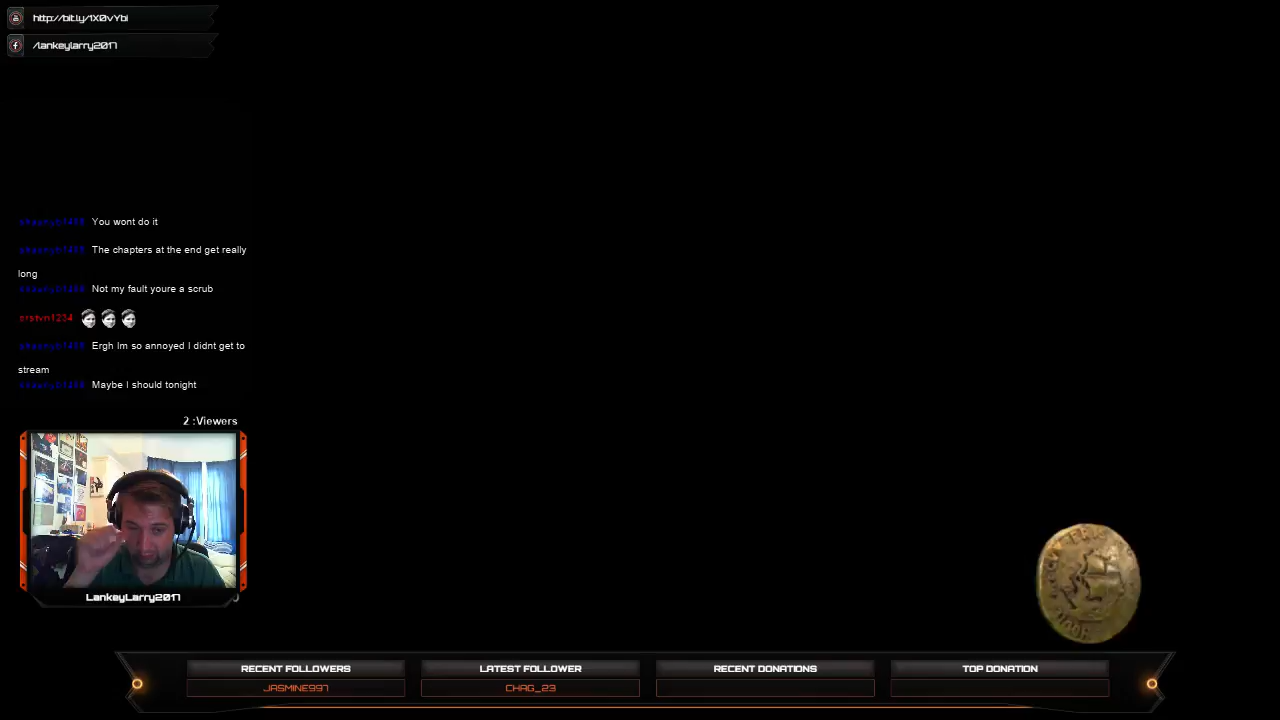 http://bit.ly/1X0vYbi
/lankeylarry2017
You wont do it
The chapters at the end get really
long
Not my fault youre a scrub
crstvn1234
Ergh Im so annoyed I didnt get to
stream
Maybe I should tonight
2 :Viewers
LankeyLarry2017
RECENT FOLLOWERS
LATEST FOLLOWER
RECENT DONATIONS
TOP DONATION
JASMINE997
CHAG_23